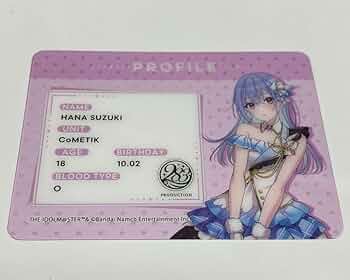 PROFILE
NAME
HANA SUZUKI
UNIT
CoMETIK
AGE
BIRTHDAY
18
10.02
BLOOD TYPE
O
283
PRODUCTION
THE IDOLM@STER™& ©Bandai Namco Entertainment Inc.